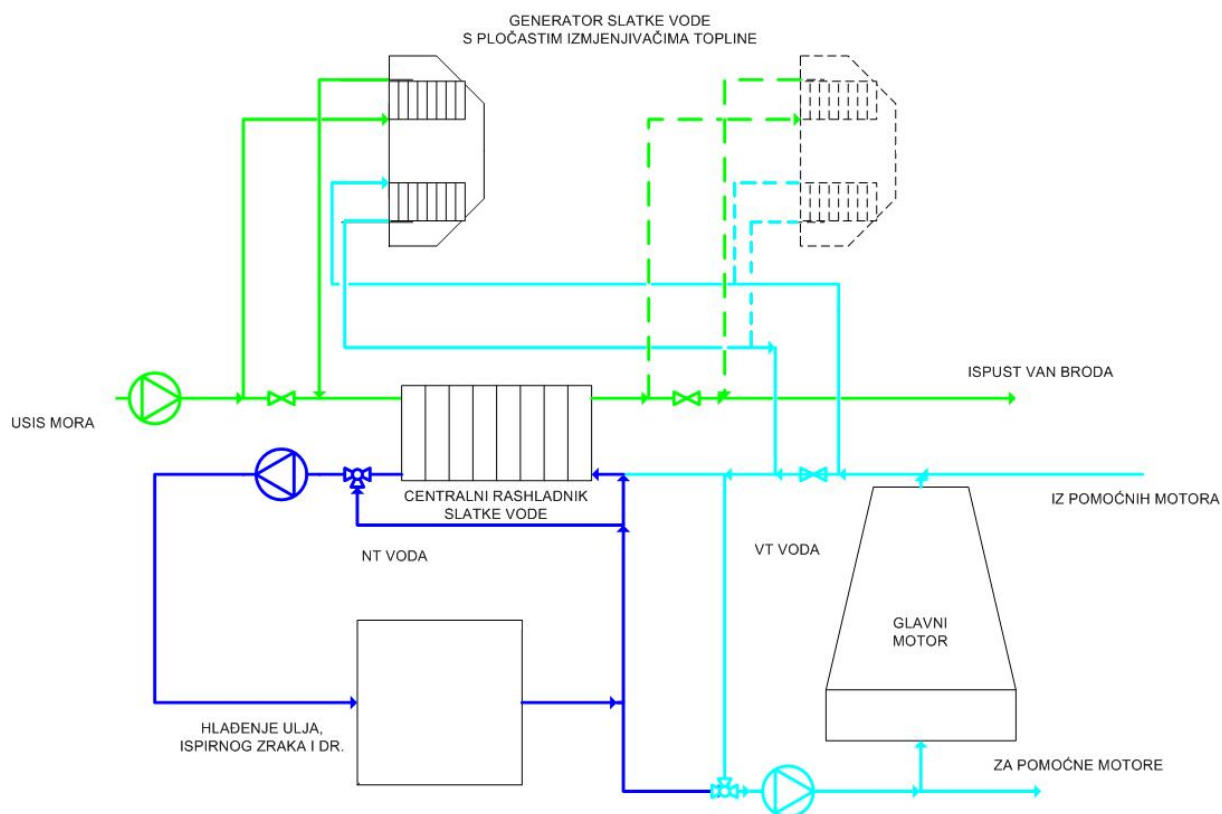 GENERATOR SLATKE VODE
S PLOČASTIM IZMJENJIVAČIMA TOPLINE
ISPUST VAN BRODA
USIS MORA
CENTRALNI RASHLADNIK
SLATKE VODE
IZ POMOĆNIH MOTORA
NT VODA
VT VODA
GLAVNI
MOTOR
HLAĐENJE ULJA,
ISPIRNOG ZRAKA I DR.
ZA POMOĆNE MOTORE